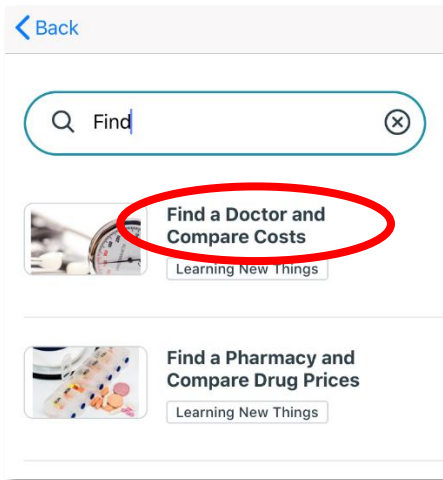 Back
Find
Find a Doctor and
Compare Costs
Learning New Things
Find a Pharmacy and
Compare Drug Prices
Learning New Things